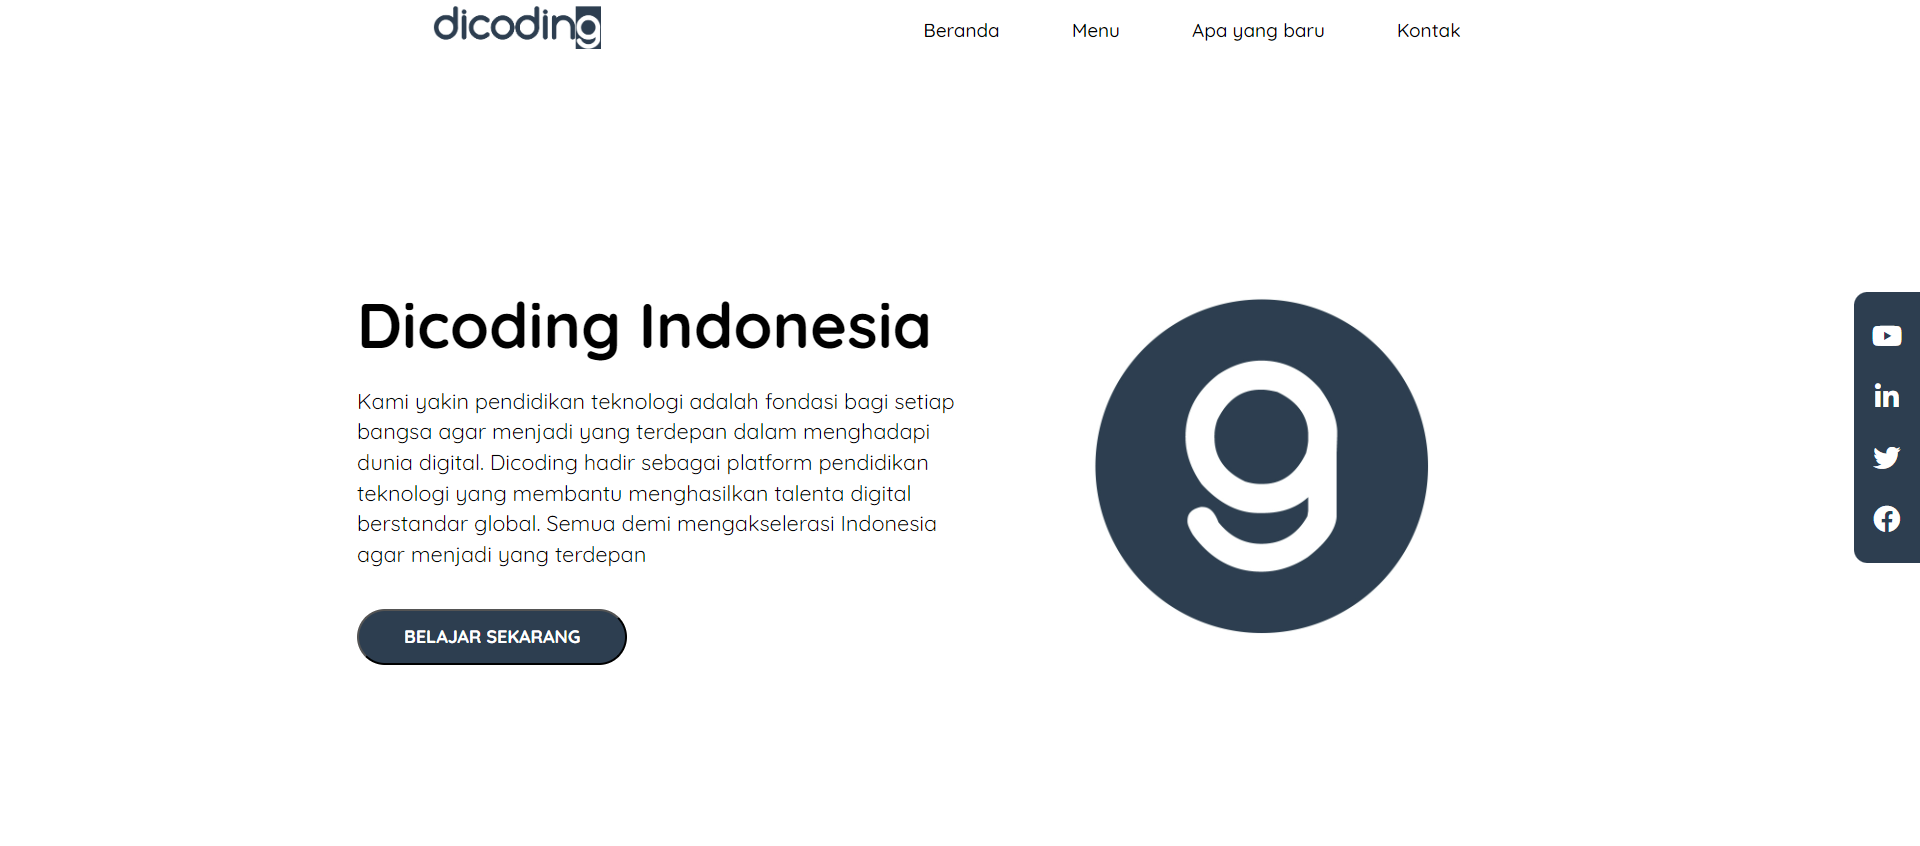 dicoding
Beranda Menu Apa yang baru Kontak
Dicoding Indonesia
Kami yakin pendidikan teknologi adalah fondasi bagi setiap
bangsa agar menjadi yang terdepan dalam menghadapi
dunia digital. Dicoding hadir sebagai platform pendidikan
teknologi yang membantu menghasilkan talenta digital
berstandar global. Semua demi mengakselerasi Indonesia
agar menjadi yang terdepan
BELAJAR SEKARANG
g
in